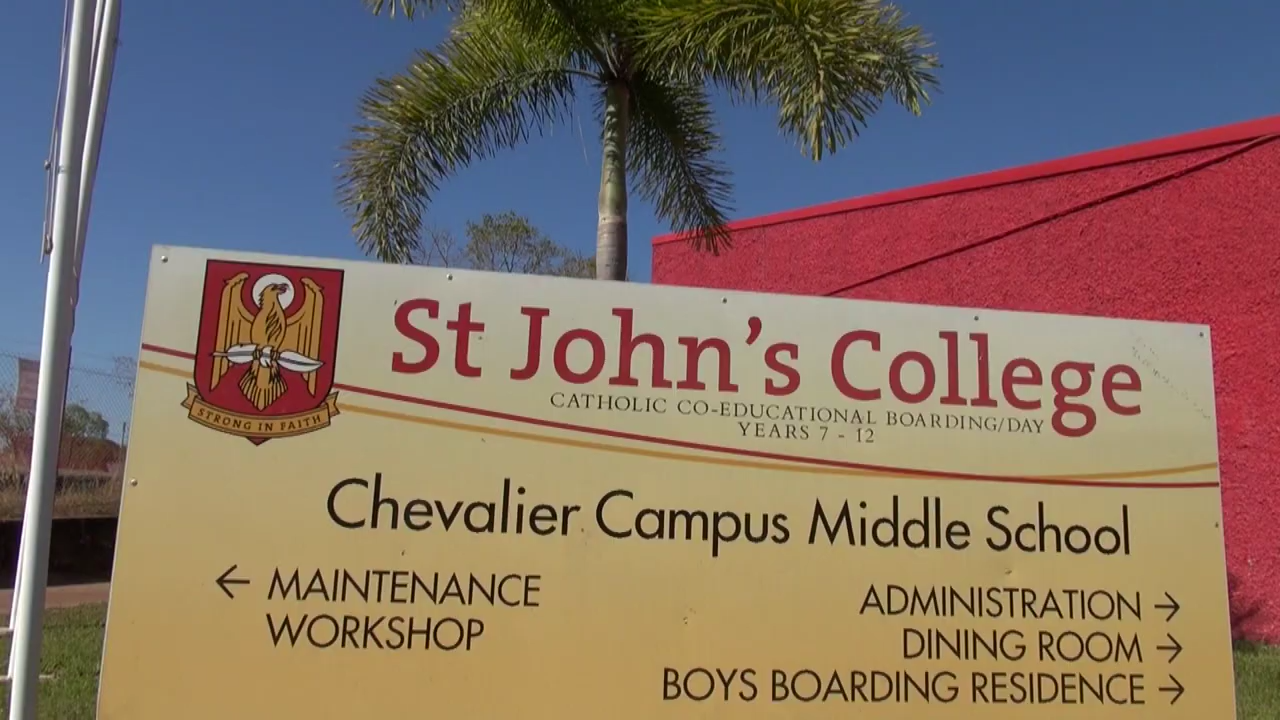 STRONG IN FAITH
St John's College
CATHOLIC CO-EDUCATIONAL BOARDING/DAY
YEARS 7 - 12
Chevalier Campus Middle School
← MAINTENANCE
WORKSHOP
ADMINISTRATION →
DINING ROOM →
BOYS BOARDING RESIDENCE →